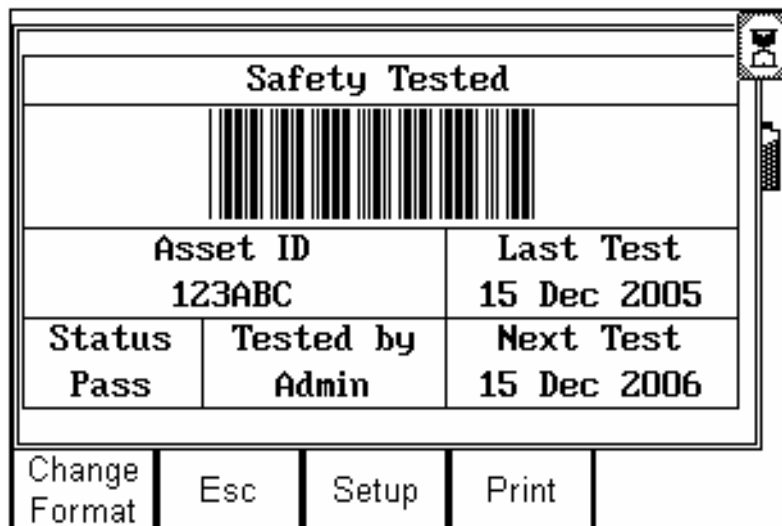 Safety Tested
Asset ID
123ABC
Last Test
15 Dec 2005
Status
Pass
Tested by
Admin
Next Test
15 Dec 2006
Change
Format
Esc
Setup
Print